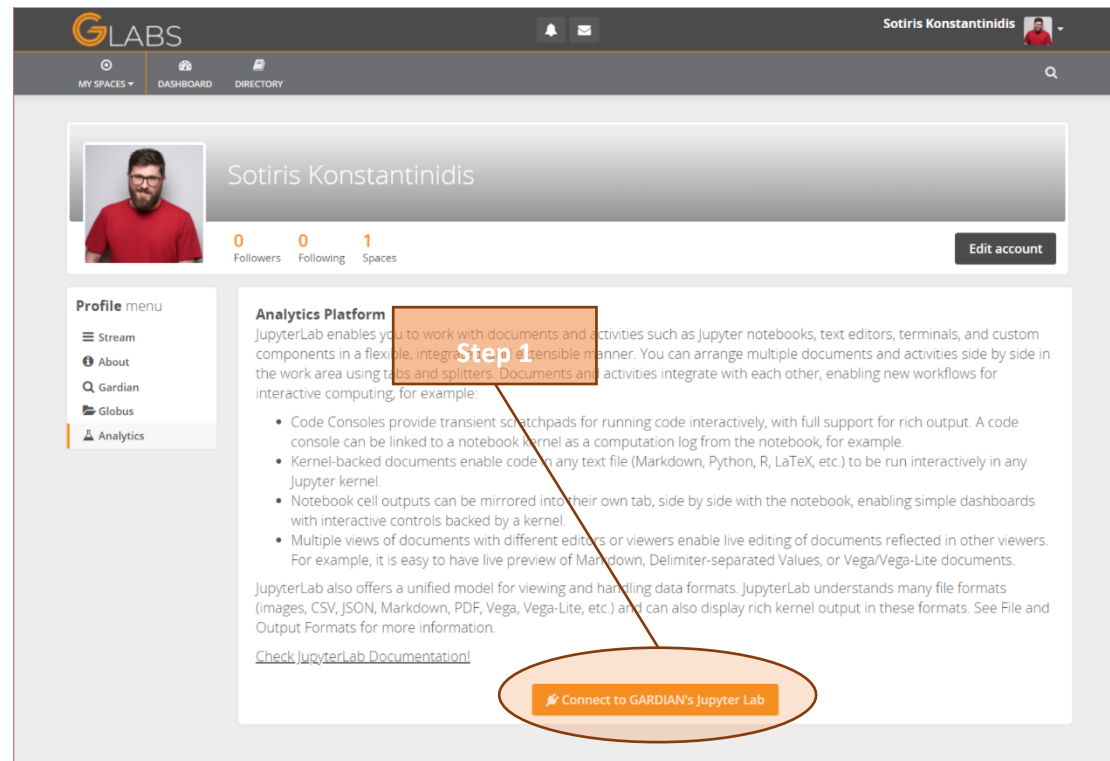 GLABS
Sotiris Konstantinidis
MY SPACES
DASHBOARD
DIRECTORY
Sotiris Konstantinidis
0 0 1
Followers Following Spaces
Edit account
Profile menu
Stream
About
Gardian
Globus
Analytics
Analytics Platform
JupyterLab enables you to work with documents and activities such as Jupyter notebooks, text editors, terminals, and custom
components in a flexible, integrated and extensible manner. You can arrange multiple documents and activities side by side in
the work area using tabs and splitters. Documents and activities integrate with each other, enabling new workflows for
interactive computing, for example:
Step 1
• Code Consoles provide transient scratchpads for running code interactively, with full support for rich output. A code
console can be linked to a notebook kernel as a computation log from the notebook, for example.
• Kernel-backed documents enable code in any text file (Markdown, Python, R, LaTeX, etc.) to be run interactively in any
Jupyter kernel.
• Notebook cell outputs can be mirrored into their own tab, side by side with the notebook, enabling simple dashboards
with interactive controls backed by a kernel.
• Multiple views of documents with different editors or viewers enable live editing of documents reflected in other viewers.
For example, it is easy to have live preview of Markdown, Delimiter-separated Values, or Vega/Vega-Lite documents.
JupyterLab also offers a unified model for viewing and handling data formats. JupyterLab understands many file formats
(images, CSV, JSON, Markdown, PDF, Vega, Vega-Lite, etc.) and can also display rich kernel output in these formats. See File and
Output Formats for more information.
Check JupyterLab Documentation!
Connect to GARDIAN's Jupyter Lab